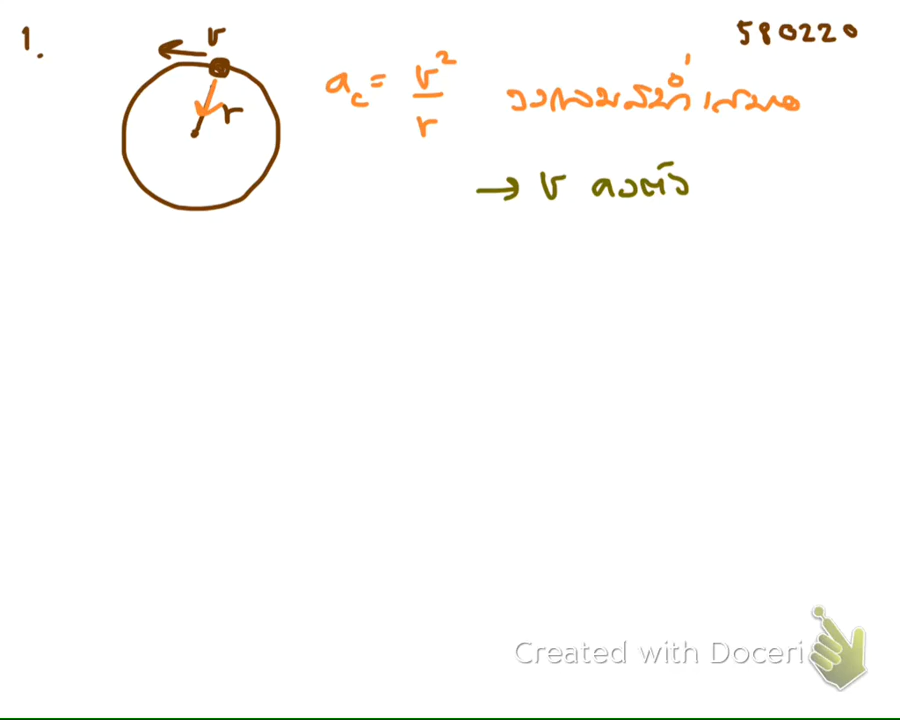 1.
580220
v
r
a_c = v²/r วงกลมสม่ำเสมอ
→ v คงตัว
Created with Doceri